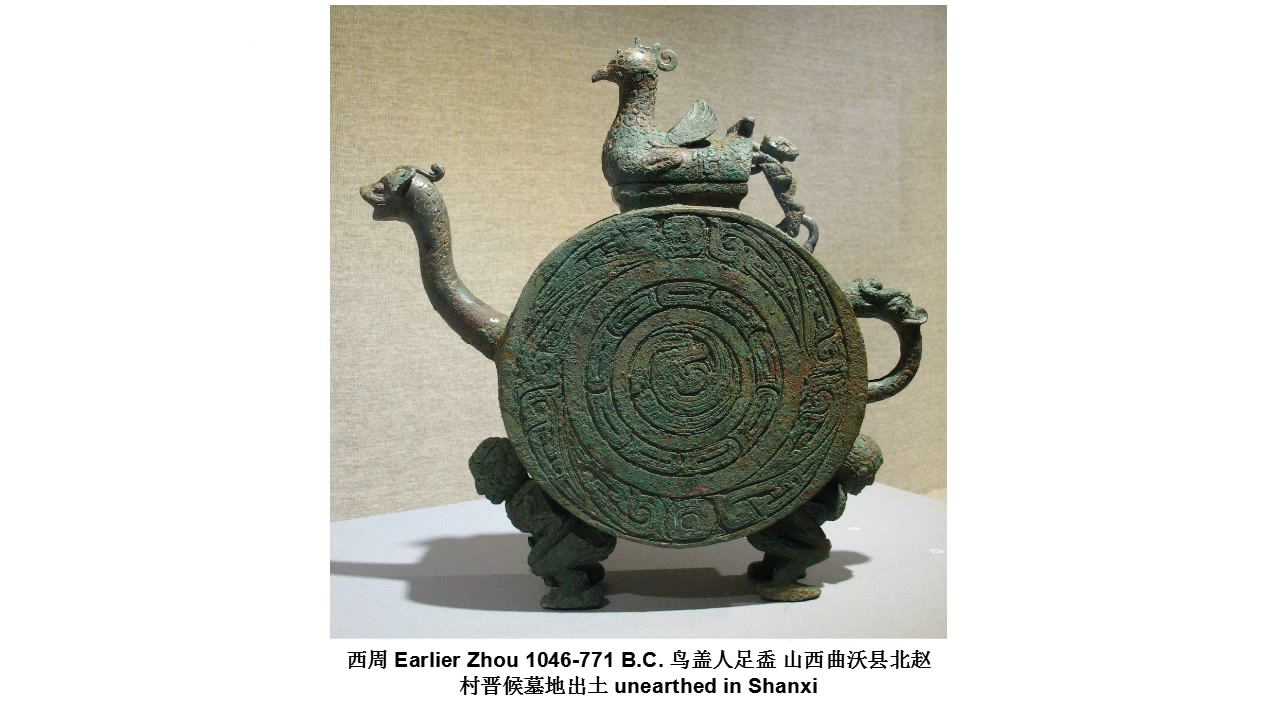 西周 Earlier Zhou 1046-771 B.C. 鸟盖人足盉 山西曲沃县北赵
村晋候墓地出土 unearthed in Shanxi